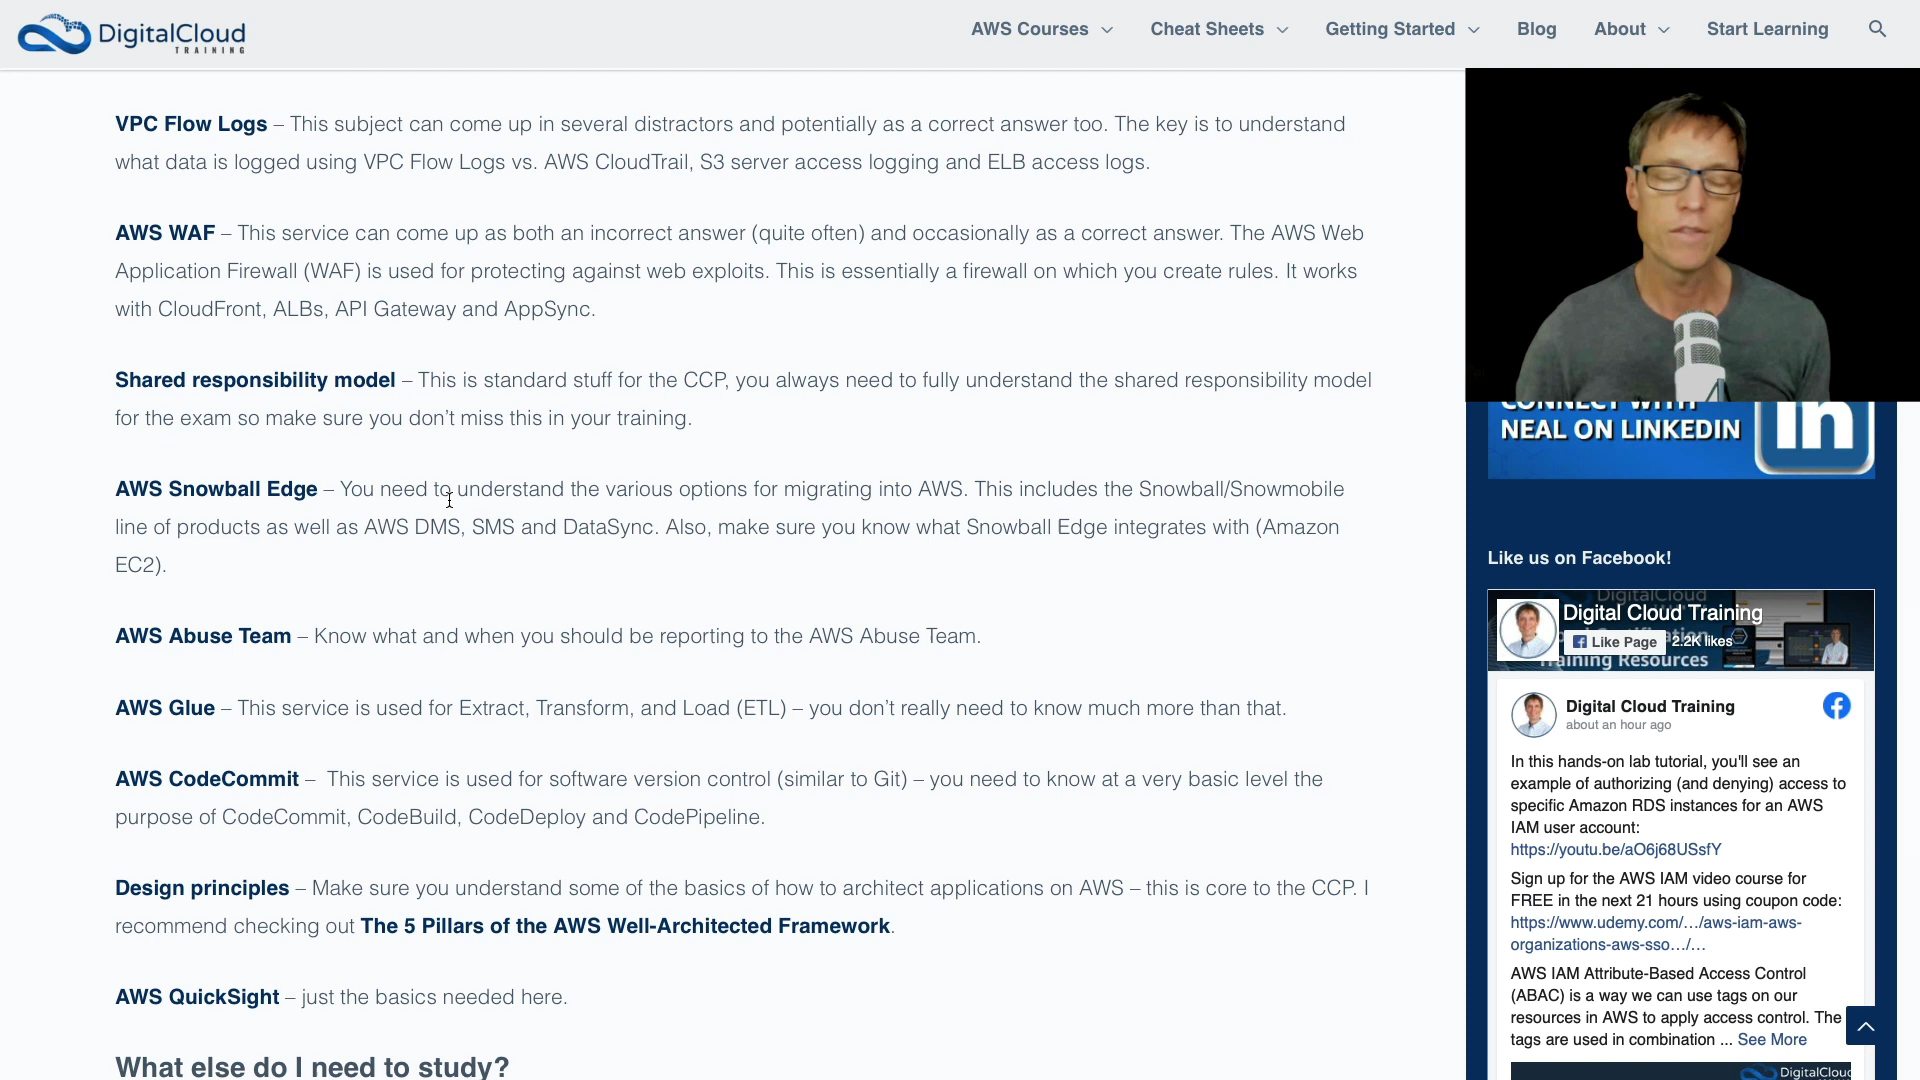 DigitalCloud
TRAINING
AWS Courses
Cheat Sheets
Getting Started
Blog
About
Start Learning
VPC Flow Logs – This subject can come up in several distractors and potentially as a correct answer too. The key is to understand
what data is logged using VPC Flow Logs vs. AWS CloudTrail, S3 server access logging and ELB access logs.
AWS WAF – This service can come up as both an incorrect answer (quite often) and occasionally as a correct answer. The AWS Web
Application Firewall (WAF) is used for protecting against web exploits. This is essentially a firewall on which you create rules. It works
with CloudFront, ALBs, API Gateway and AppSync.
Shared responsibility model – This is standard stuff for the CCP, you always need to fully understand the shared responsibility model
for the exam so make sure you don’t miss this in your training.
AWS Snowball Edge – You need to understand the various options for migrating into AWS. This includes the Snowball/Snowmobile
line of products as well as AWS DMS, SMS and DataSync. Also, make sure you know what Snowball Edge integrates with (Amazon
EC2).
AWS Abuse Team – Know what and when you should be reporting to the AWS Abuse Team.
AWS Glue – This service is used for Extract, Transform, and Load (ETL) – you don’t really need to know much more than that.
AWS CodeCommit – This service is used for software version control (similar to Git) – you need to know at a very basic level the
purpose of CodeCommit, CodeBuild, CodeDeploy and CodePipeline.
Design principles – Make sure you understand some of the basics of how to architect applications on AWS – this is core to the CCP. I
recommend checking out The 5 Pillars of the AWS Well-Architected Framework.
AWS QuickSight – just the basics needed here.
What else do I need to study?
CONNECT WITH
NEAL ON LINKEDIN
in
Like us on Facebook!
DigitalCloud
Digital Cloud Training
Like Page
2.2K likes
Training Resources
Digital Cloud Training
about an hour ago
In this hands-on lab tutorial, you'll see an
example of authorizing (and denying) access to
specific Amazon RDS instances for an AWS
IAM user account:
https://youtu.be/aO6j68USsfY
Sign up for the AWS IAM video course for
FREE in the next 21 hours using coupon code:
https://www.udemy.com/…/aws-iam-aws-
organizations-aws-sso…/…
AWS IAM Attribute-Based Access Control
(ABAC) is a way we can use tags on our
resources in AWS to apply access control. The
tags are used in combination ... See More
DigitalCloud